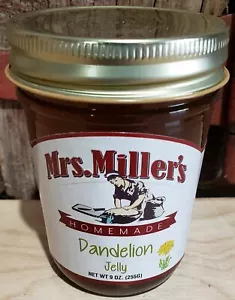 Mrs. Miller's
HOMEMADE
Dandelion
Jelly
NET WT 9 OZ. (255G)